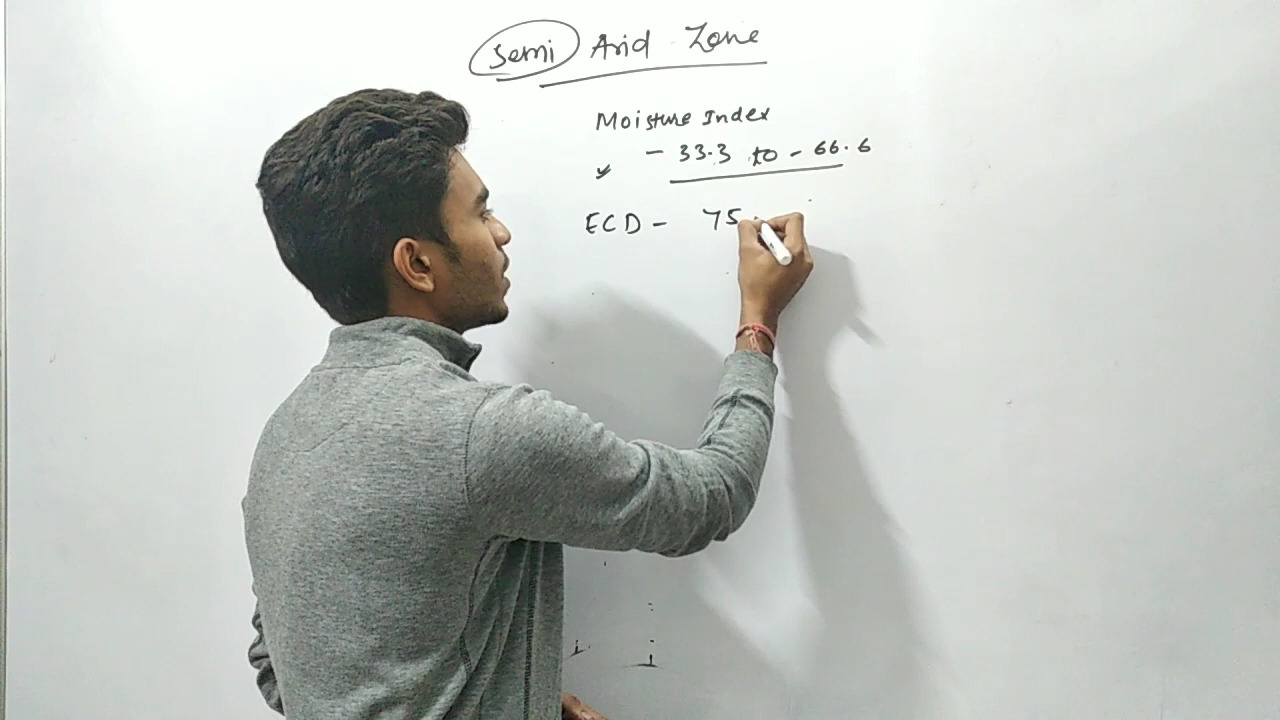 Semi Arid Zone
Moisture Index
- 33.3 to - 66.6
ECD - 75